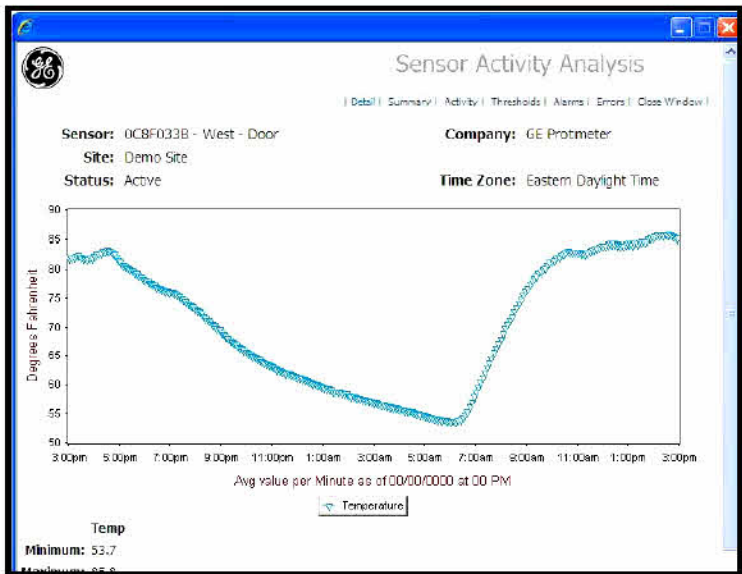 GE
Sensor Activity Analysis
| Detail | Summary | Activity | Thresholds | Alarms | Errors | Close Window |
Sensor: 0C8F033B - West - Door
Company: GE Protimeter
Site: Demo Site
Status: Active
Time Zone: Eastern Daylight Time
90
85
80
75
70
65
60
55
50
Degrees Fahrenheit
3:00pm 5:00pm 7:00pm 9:00pm 11:00pm 1:00am 3:00am 5:00am 7:00am 9:00am 11:00am 1:00pm 3:00pm
Avg value per Minute as of 00/00/0000 at 00 PM
Temperature
Temp
Minimum: 53.7